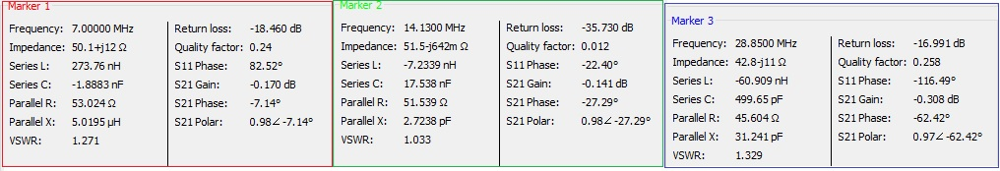 Marker 1
Frequency: 7.00000 MHz Return loss: -18.460 dB
Impedance: 50.1+j12 Ω Quality factor: 0.24
Series L: 273.76 nH S11 Phase: 82.52°
Series C: -1.8883 nF S21 Gain: -0.170 dB
Parallel R: 53.024 Ω S21 Phase: -7.14°
Parallel X: 5.0195 µH S21 Polar: 0.98∠-7.14°
VSWR: 1.271
Marker 2
Frequency: 14.1300 MHz Return loss: -35.730 dB
Impedance: 51.5-j642m Ω Quality factor: 0.012
Series L: -7.2339 nH S11 Phase: -22.40°
Series C: 17.538 nF S21 Gain: -0.141 dB
Parallel R: 51.539 Ω S21 Phase: -27.29°
Parallel X: 2.7238 pF S21 Polar: 0.98∠-27.29°
VSWR: 1.033
Marker 3
Frequency: 28.8500 MHz Return loss: -16.991 dB
Impedance: 42.8-j11 Ω Quality factor: 0.258
Series L: -60.909 nH S11 Phase: -116.49°
Series C: 499.65 pF S21 Gain: -0.308 dB
Parallel R: 45.604 Ω S21 Phase: -62.42°
Parallel X: 31.241 pF S21 Polar: 0.97∠-62.42°
VSWR: 1.329